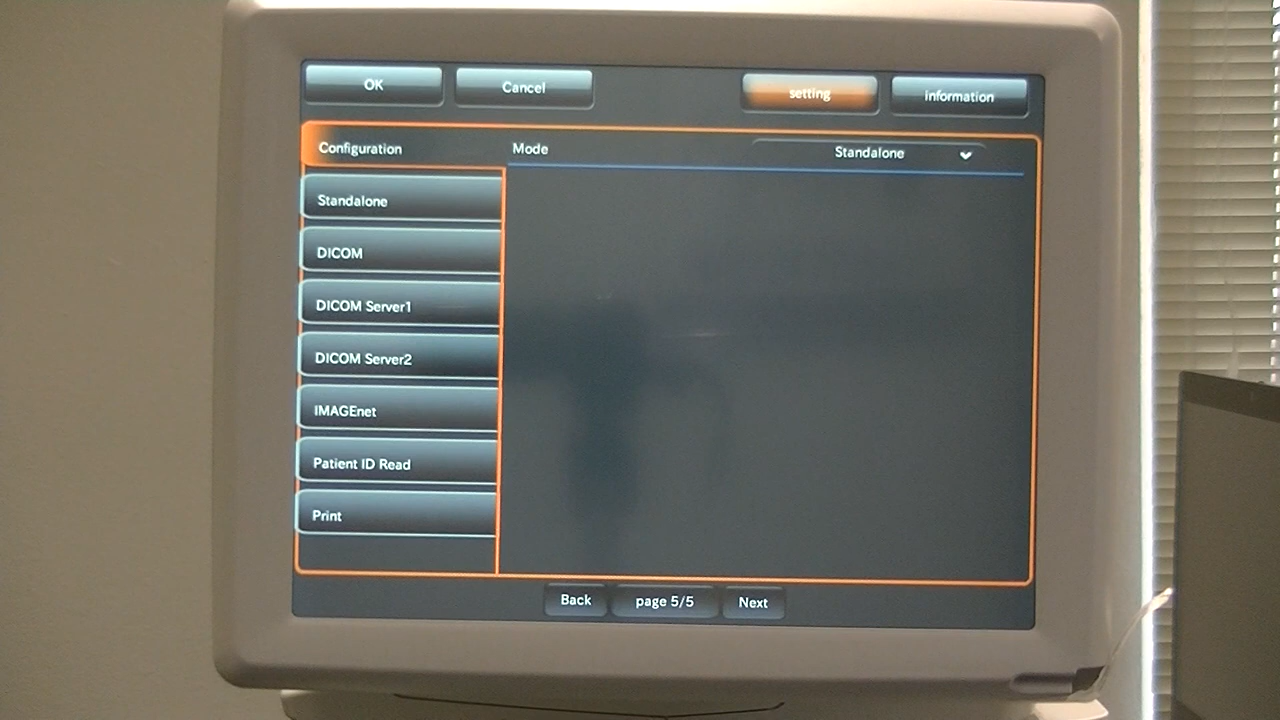 OK Cancel setting information
Configuration Mode Standalone
Standalone
DICOM
DICOM Server1
DICOM Server2
IMAGEnet
Patient ID Read
Print
Back page 5/5 Next